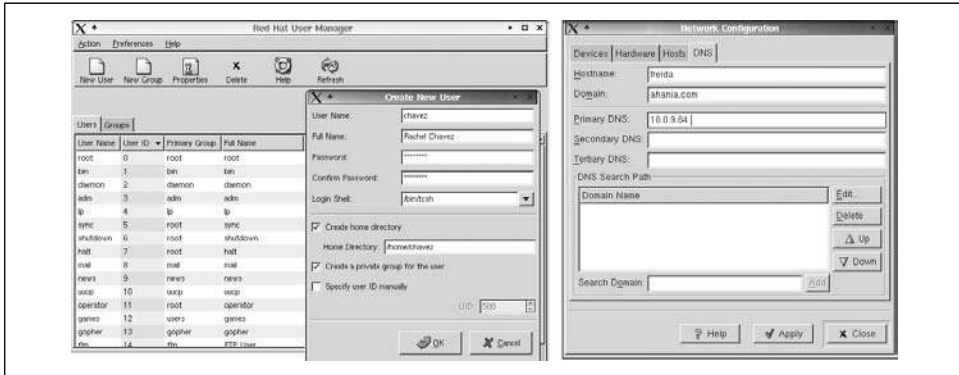 Red Hat User Manager
Action Preferences Help
New User New Group Properties Delete Help Refresh
Users Groups
User Name User ID Primary Group Full Name
root 0 root root
bin 1 bin bin
daemon 2 daemon daemon
adm 3 adm adm
lp 4 lp lp
sync 5 root sync
shutdown 6 root shutdown
halt 7 root halt
mail 8 mail mail
news 9 news news
uucp 10 uucp uucp
operator 11 root operator
games 12 users games
gopher 13 gopher gopher
ftp 14 ftp FTP User
Create New User
User Name: chavez
Full Name: Rachel Chavez
Password: ********
Confirm Password: ********
Login Shell: /bin/tcsh
Create home directory
Home Directory: /home/chavez
Create a private group for the user
Specify user ID manually
UID: 500
OK Cancel
Network Configuration
Devices Hardware Hosts DNS
Hostname: freida
Domain: ahania.com
Primary DNS: 10.0.9.84
Secondary DNS:
Tertiary DNS:
DNS Search Path
Domain Name
Edit...
Delete
Up
Down
Search Domain: Add
Help Apply Close